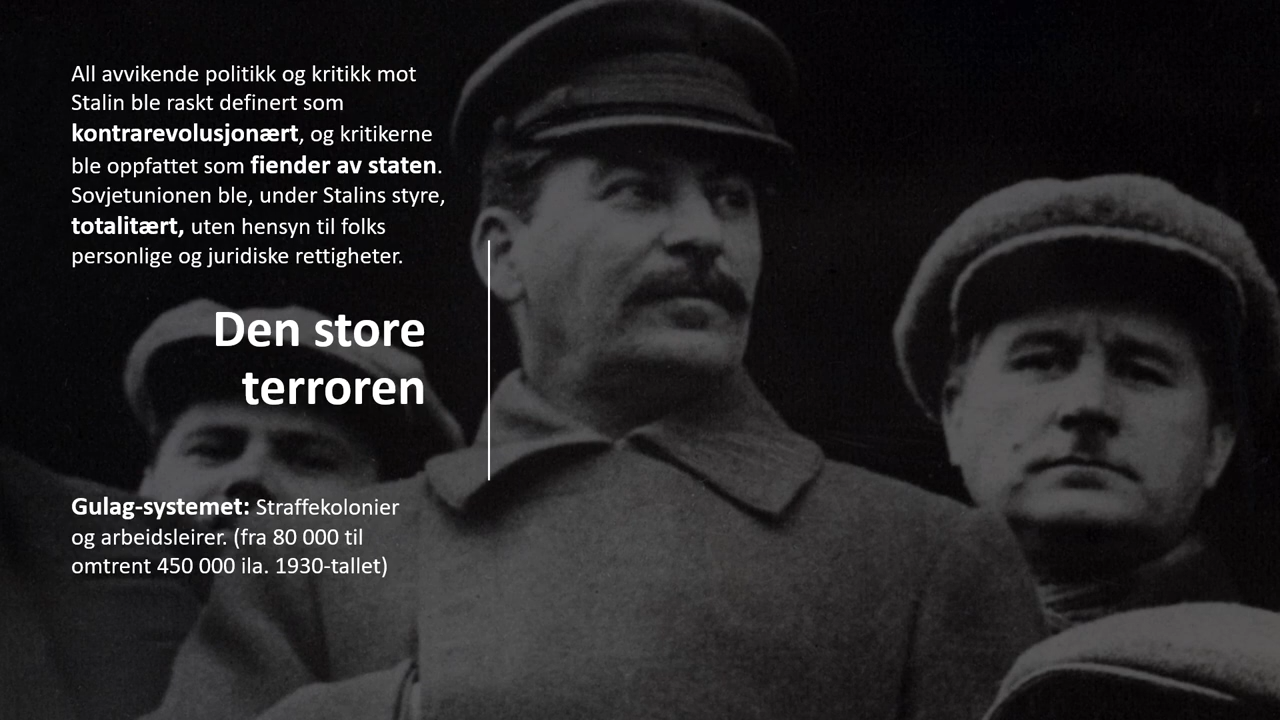 All avvikende politikk og kritikk mot
Stalin ble raskt definert som
kontrarevolusjonært, og kritikerne
ble oppfattet som fiender av staten.
Sovjetunionen ble, under Stalins styre,
totalitært, uten hensyn til folks
personlige og juridiske rettigheter.
Den store
terroren
Gulag-systemet: Straffekolonier
og arbeidsleirer. (fra 80 000 til
omtrent 450 000 ila. 1930-tallet)